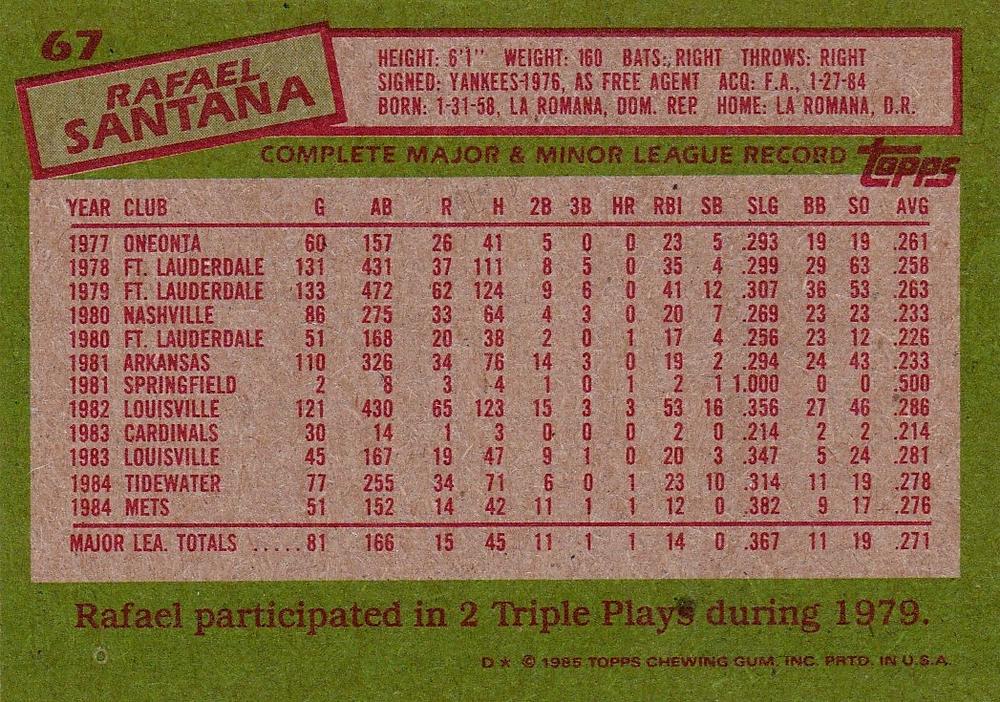 67
RAFAEL
SANTANA
HEIGHT: 6'1" WEIGHT: 160 BATS: RIGHT THROWS: RIGHT
SIGNED: YANKEES-1976, AS FREE AGENT ACQ: F.A., 1-27-84
BORN: 1-31-58, LA ROMANA, DOM. REP. HOME: LA ROMANA, D.R.
COMPLETE MAJOR & MINOR LEAGUE RECORD topps
YEAR CLUB G AB R H 2B 3B HR RBI SB SLG BB SO AVG
1977 ONEONTA 60 157 26 41 5 0 0 23 5 .293 19 19 .261
1978 FT. LAUDERDALE 131 431 37 111 8 5 0 35 4 .299 29 63 .258
1979 FT. LAUDERDALE 133 472 62 124 9 6 0 41 12 .307 36 53 .263
1980 NASHVILLE 86 275 33 64 4 3 0 20 7 .269 23 23 .233
1980 FT. LAUDERDALE 51 168 20 38 2 0 1 17 4 .256 23 12 .226
1981 ARKANSAS 110 326 34 76 14 3 0 19 2 .294 24 43 .233
1981 SPRINGFIELD 2 8 3 4 1 0 1 2 1 1.000 0 0 .500
1982 LOUISVILLE 121 430 65 123 15 3 3 53 16 .356 27 46 .286
1983 CARDINALS 30 14 1 3 0 0 0 2 0 .214 2 2 .214
1983 LOUISVILLE 45 167 19 47 9 1 0 20 3 .347 5 24 .281
1984 TIDEWATER 77 255 34 71 6 0 1 23 10 .314 11 19 .278
1984 METS 51 152 14 42 11 1 1 12 0 .382 9 17 .276
MAJOR LEA. TOTALS .....81 166 15 45 11 1 1 14 0 .367 11 19 .271
Rafael participated in 2 Triple Plays during 1979.
D* © 1985 TOPPS CHEWING GUM, INC. PRTD. IN U.S.A.